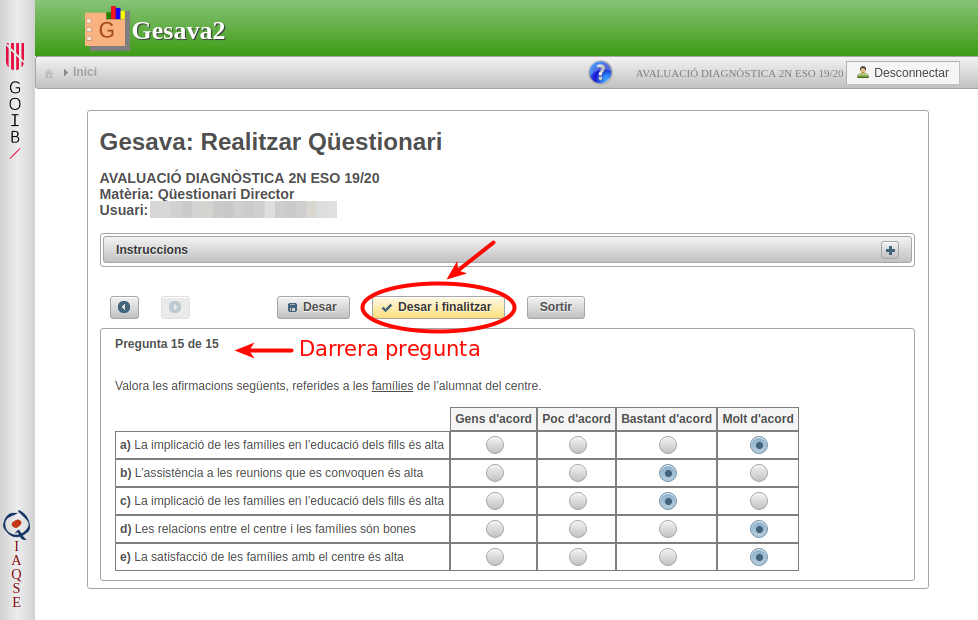 G
Gesava2
G
O
I
B
Inici
?
AVALUACIÓ DIAGNÒSTICA 2N ESO 19/20
Desconnectar
Gesava: Realitzar Qüestionari
AVALUACIÓ DIAGNÒSTICA 2N ESO 19/20
Matèria: Qüestionari Director
Usuari:
Instruccions
Desar
Desar i finalitzar
Sortir
Pregunta 15 de 15
Darrera pregunta
Valora les afirmacions següents, referides a les famílies de l'alumnat del centre.
Gens d'acord Poc d'acord Bastant d'acord Molt d'acord
a) La implicació de les famílies en l'educació dels fills és alta
b) L'assistència a les reunions que es convoquen és alta
c) La implicació de les famílies en l'educació dels fills és alta
d) Les relacions entre el centre i les famílies són bones
e) La satisfacció de les famílies amb el centre és alta
I
A
Q
S
E